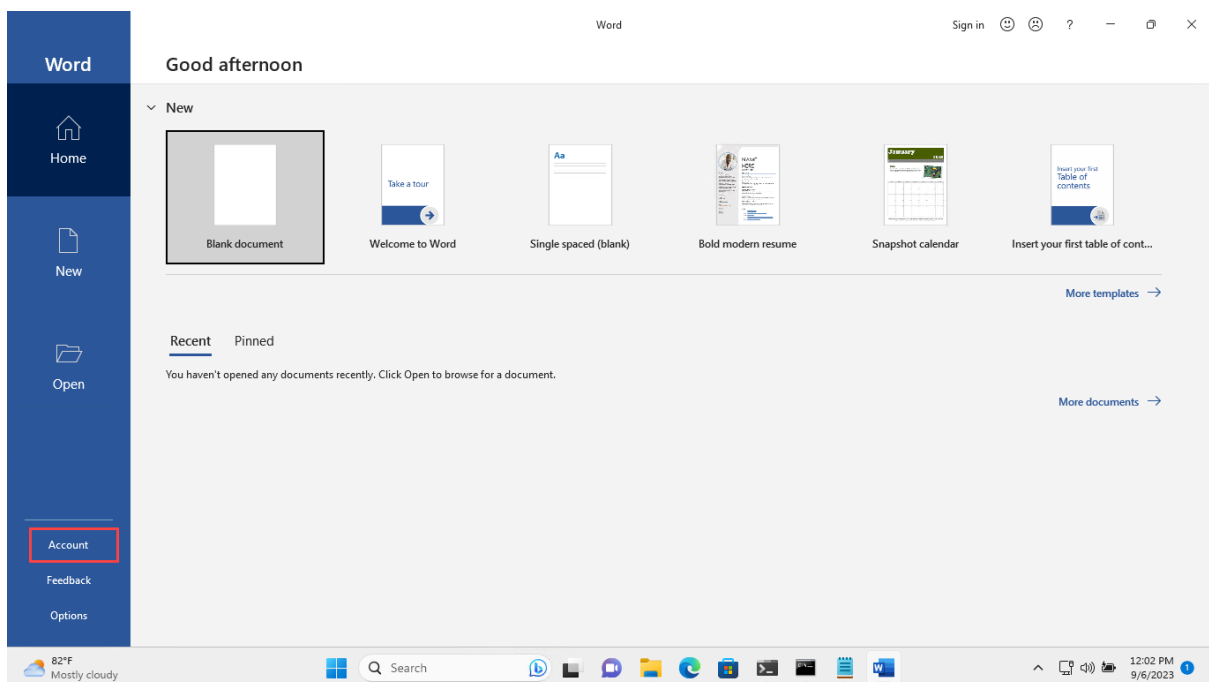 Word
Sign in
?
Word
Good afternoon
New
Home
New
Open
Account
Feedback
Options
Take a tour
Aa
NAME
HERE
January
Insert your first
Table of
contents
Blank document
Welcome to Word
Single spaced (blank)
Bold modern resume
Snapshot calendar
Insert your first table of cont...
More templates
Recent Pinned
You haven't opened any documents recently. Click Open to browse for a document.
More documents
82°F
Mostly cloudy
Search
12:02 PM
9/6/2023
1